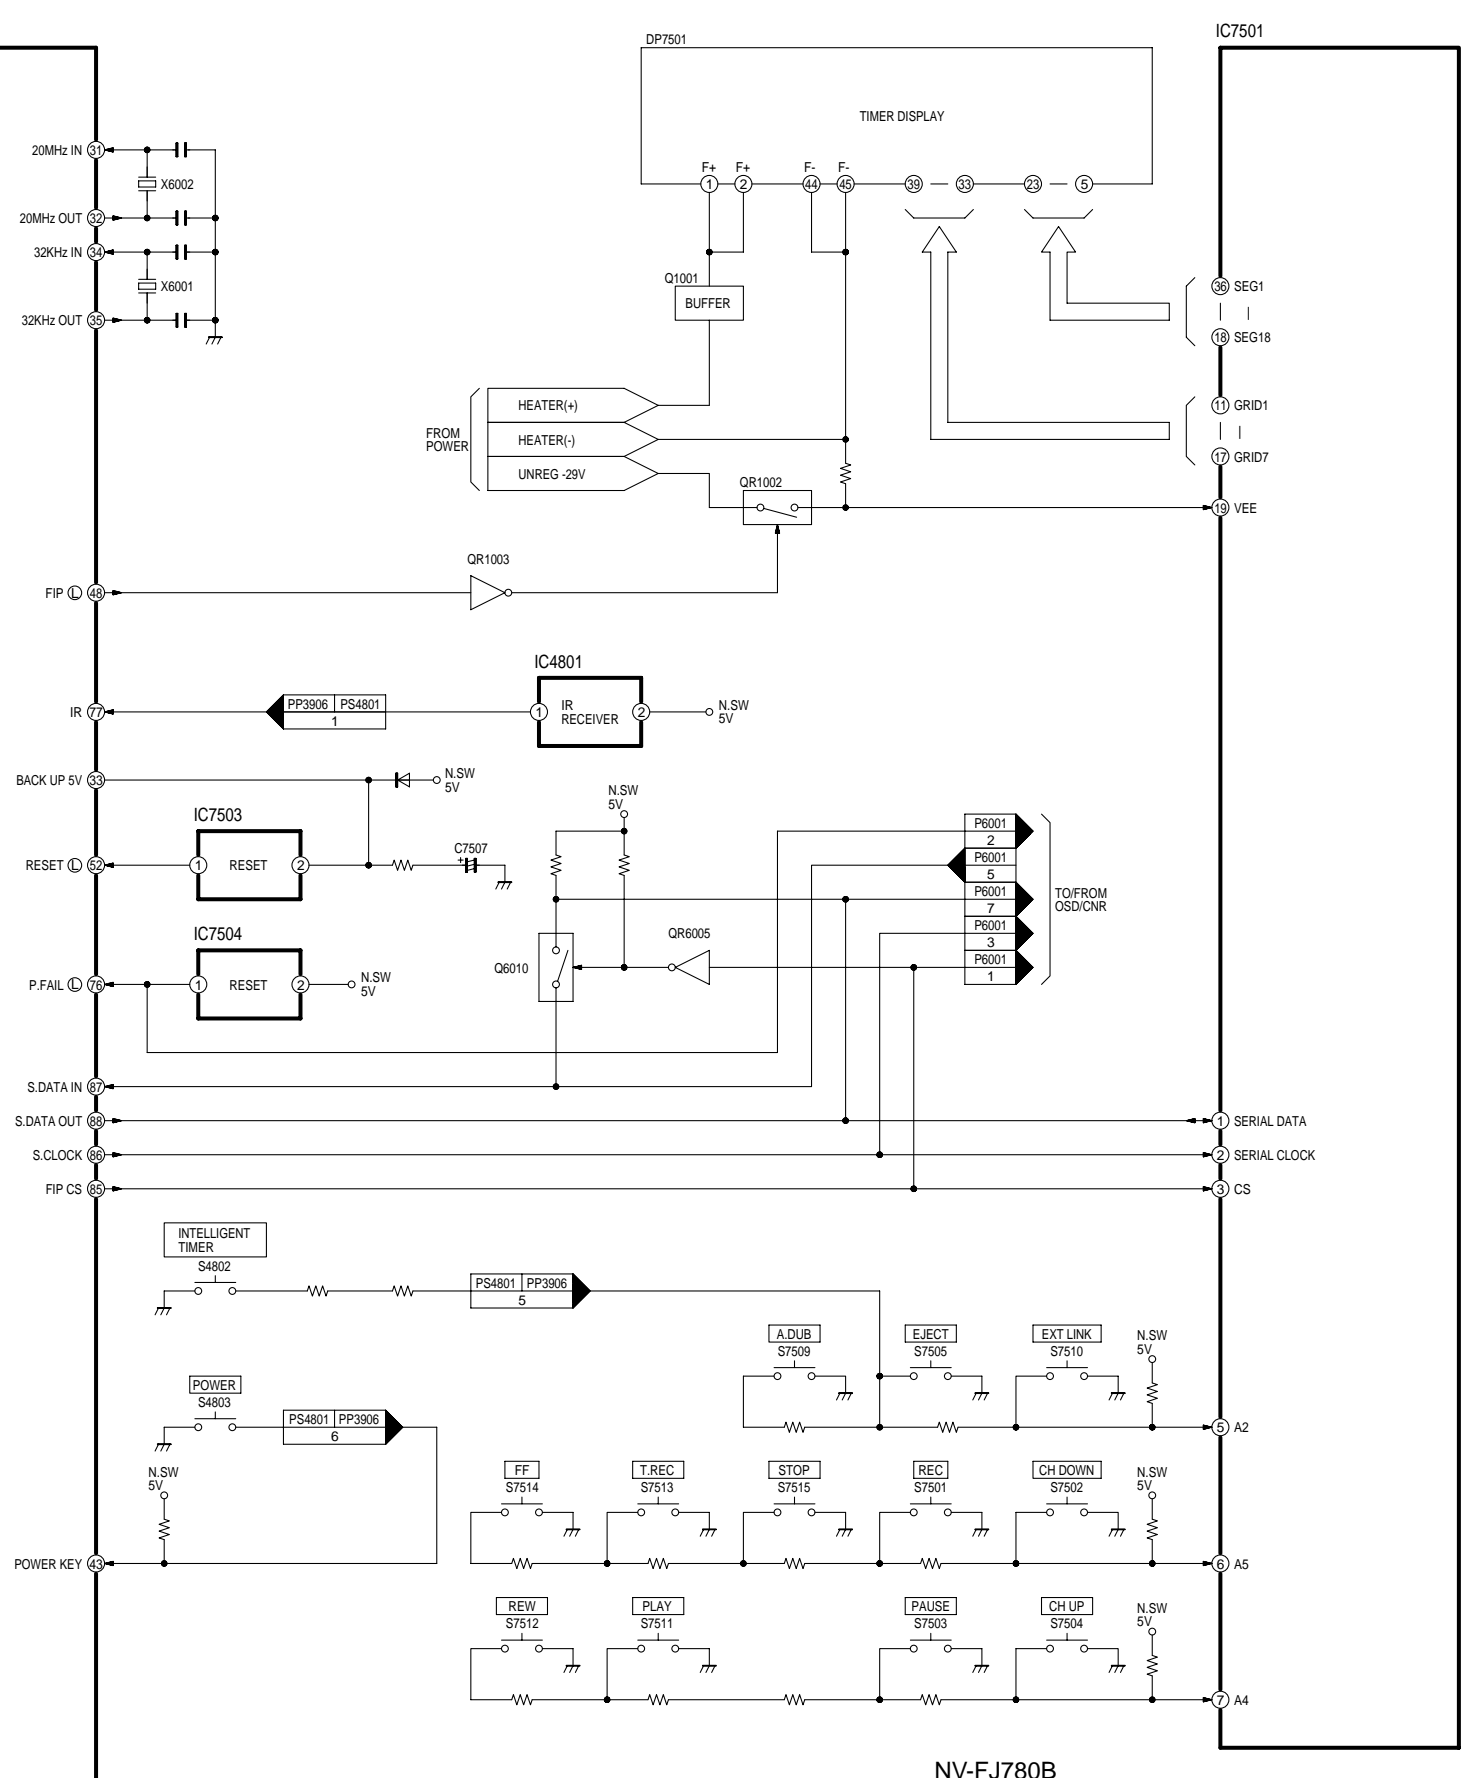 IC7501
DP7501
TIMER DISPLAY
20MHz IN 31
X6002
20MHz OUT 32
32KHz IN 34
X6001
32KHz OUT 35
F+ F+ F- F-
1 2 44 45 39 — 33 23 — 5
Q1001
BUFFER
36 SEG1
18 SEG18
FROM
POWER
HEATER(+)
HEATER(-)
UNREG -29V
11 GRID1
17 GRID7
QR1002
19 VEE
QR1003
FIP L 48
IC4801
IR 77
PP3906 PS4801
1
1 IR
RECEIVER 2
N.SW
5V
BACK UP 5V 33
N.SW
5V
IC7503
RESET L 52
1 RESET 2
C7507
+
N.SW
5V
P6001
2
P6001
5
P6001
7
P6001
3
P6001
1
TO/FROM
OSD/CNR
IC7504
P.FAIL L 76
1 RESET 2
N.SW
5V
Q6010
QR6005
S.DATA IN 87
S.DATA OUT 88
1 SERIAL DATA
S.CLOCK 86
2 SERIAL CLOCK
FIP CS 85
3 CS
INTELLIGENT
TIMER
S4802
PS4801 PP3906
5
A.DUB
S7509
EJECT
S7505
EXT LINK
S7510
N.SW
5V
5 A2
POWER
S4803
PS4801 PP3906
6
N.SW
5V
POWER KEY 43
FF
S7514
T.REC
S7513
STOP
S7515
REC
S7501
CH DOWN
S7502
N.SW
5V
6 A5
REW
S7512
PLAY
S7511
PAUSE
S7503
CH UP
S7504
N.SW
5V
7 A4
NV-FJ780B